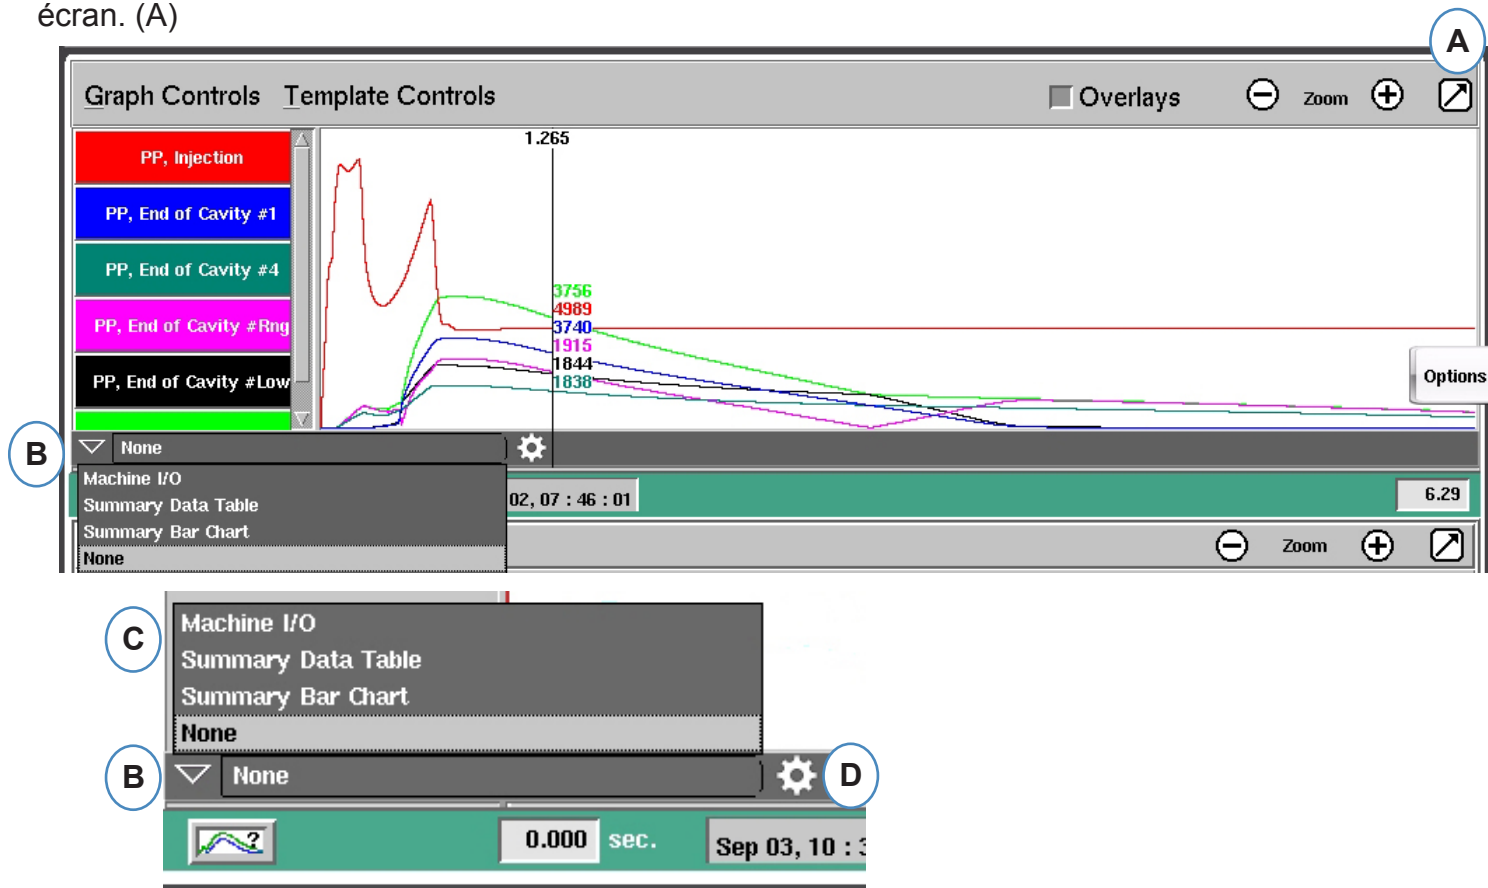 écran. (A)
A
Graph Controls Template Controls
Overlays
Zoom
PP, Injection
1.265
PP, End of Cavity #1
PP, End of Cavity #4
PP, End of Cavity #Rng
PP, End of Cavity #Low
3756
4989
3740
1915
1844
1838
Options
B
None
Machine I/O
Summary Data Table
Summary Bar Chart
None
02, 07 : 46 : 01
6.29
Zoom
C
Machine I/O
Summary Data Table
Summary Bar Chart
None
B
None
D
?
0.000 sec.
Sep 03, 10 :